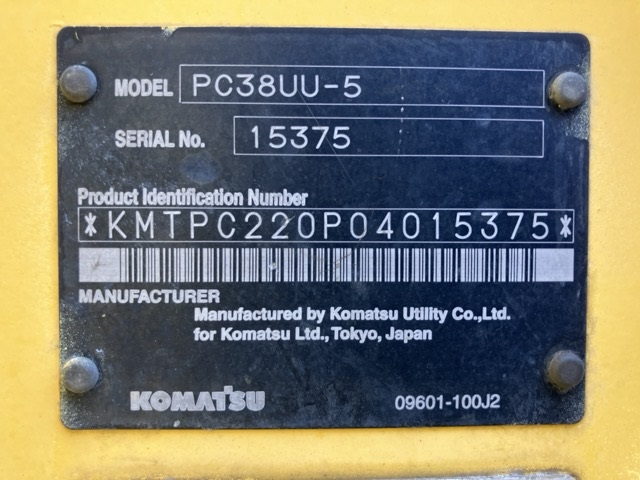 MODEL PC38UU-5
SERIAL No. 15375
Product Identification Number
*KMTPC220P04015375*
MANUFACTURER
Manufactured by Komatsu Utility Co.,Ltd.
for Komatsu Ltd.,Tokyo, Japan
KOMATSU 09601-100J2